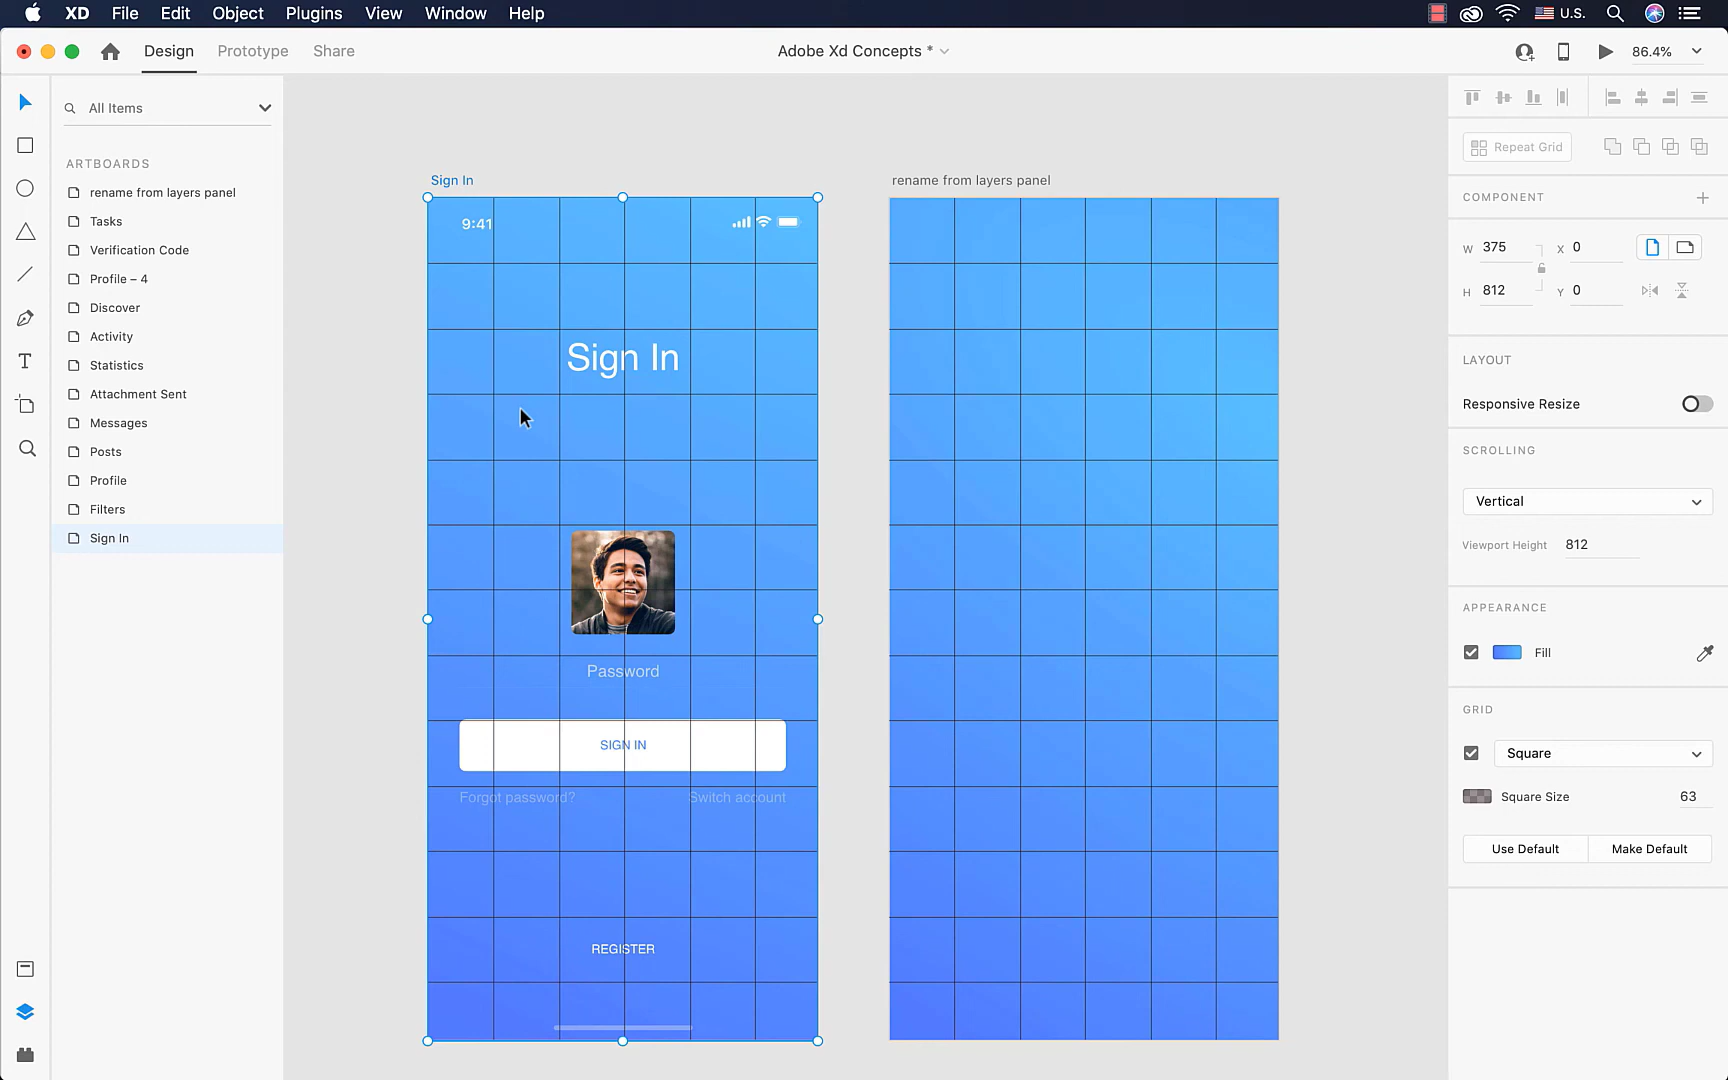 XD File Edit Object Plugins View Window Help U.S.
Design Prototype Share Adobe Xd Concepts * 86.4%
All Items
ARTBOARDS
rename from layers panel
Tasks
Verification Code
Profile – 4
Discover
Activity
Statistics
Attachment Sent
Messages
Posts
Profile
Filters
Sign In
Sign In
9:41
Sign In
Password
SIGN IN
Forgot password? Switch account
REGISTER
rename from layers panel
Repeat Grid
COMPONENT
W 375 X 0
H 812 Y 0
LAYOUT
Responsive Resize
SCROLLING
Vertical
Viewport Height 812
APPEARANCE
Fill
GRID
Square
Square Size 63
Use Default Make Default